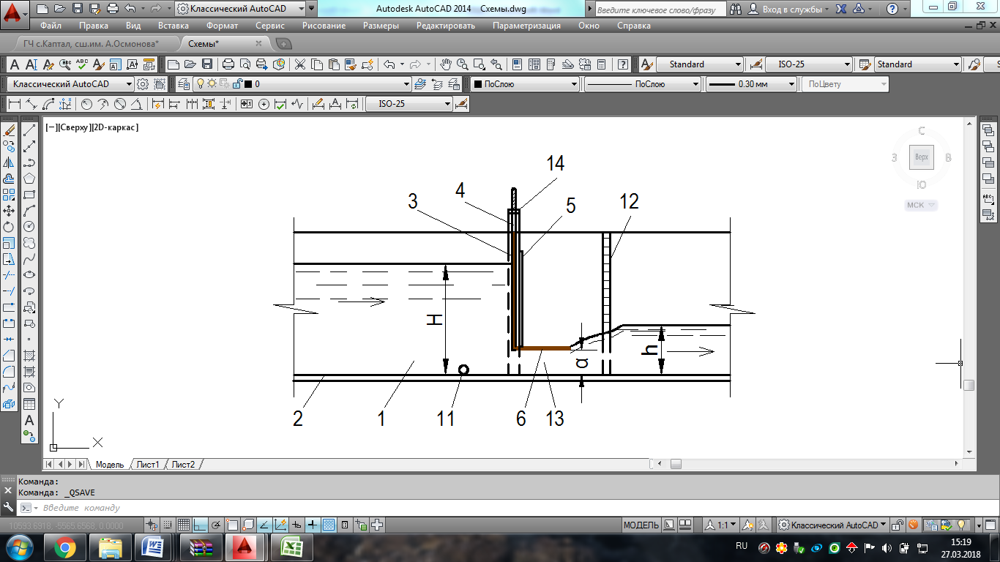 Классический AutoCAD
Autodesk AutoCAD 2014 Схемы.dwg
Введите ключевое слово/фразу
Вход в службы
Файл Правка Вид Вставка Формат Сервис Рисование Размеры Редактировать Параметризация Окно Справка
ГЧ с.Каптал, сш.им. А.Осмонова*
Схемы*
Standard
ISO-25
Standard
Классический AutoCAD
0
ПоСлою
ПоСлою
0.30 мм
ПоЦвету
ISO-25
[−][Сверху][2D-каркас]
С
З
Верх
В
Ю
МСК
14
4
3
5
12
H
a
h
2
1
11
6
13
Y
X
Модель Лист1 Лист2
Команда:
Команда: _QSAVE
Введите команду
10593.6918, -5565.6568, 0.0000
МОДЕЛЬ
1:1
Классический AutoCAD
RU
15:19
27.03.2018